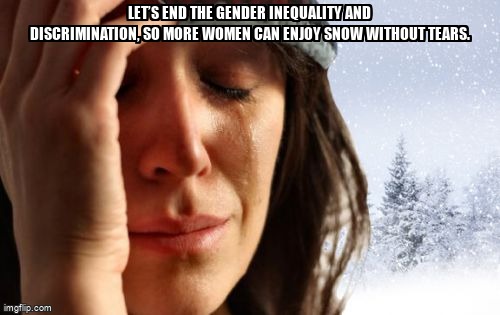 LET'S END THE GENDER INEQUALITY AND
DISCRIMINATION, SO MORE WOMEN CAN ENJOY SNOW WITHOUT TEARS.
imgflip.com